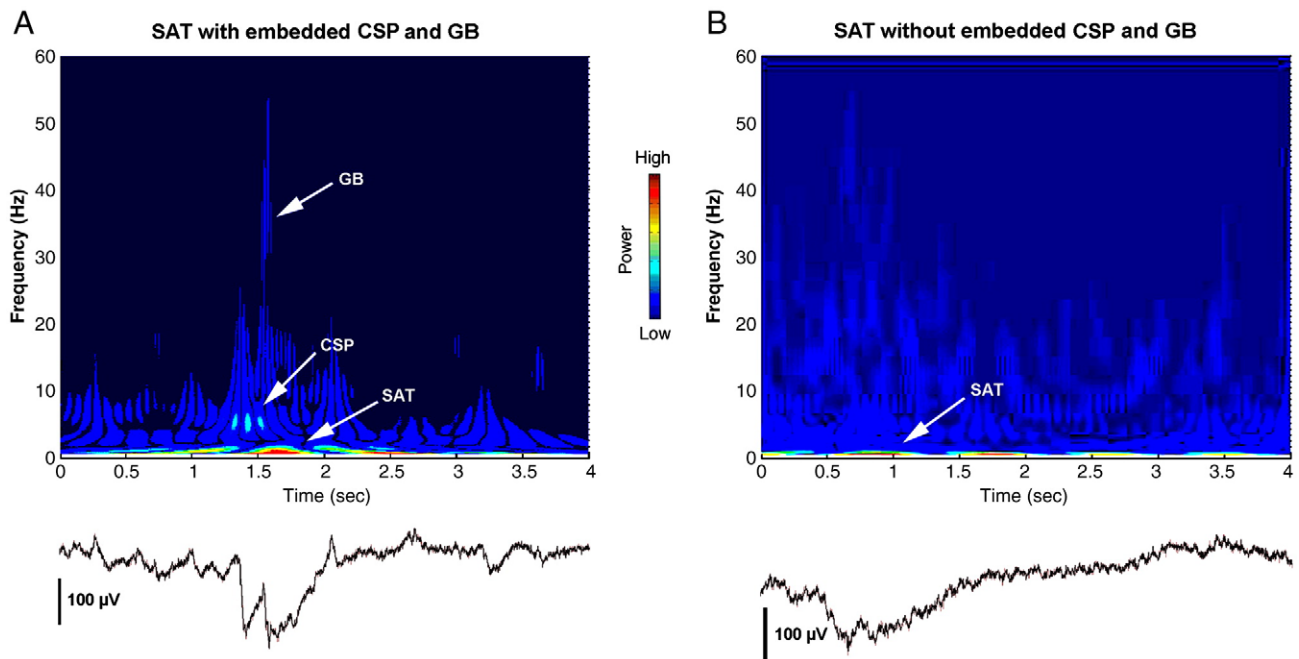 A
SAT with embedded CSP and GB
60
50
40
30
20
10
0
Frequency (Hz)
GB
CSP
SAT
0 0.5 1 1.5 2 2.5 3 3.5 4
Time (sec)
100 µV
High
Power
Low
B
SAT without embedded CSP and GB
60
50
40
30
20
10
0
Frequency (Hz)
SAT
0 0.5 1 1.5 2 2.5 3 3.5 4
Time (sec)
100 µV